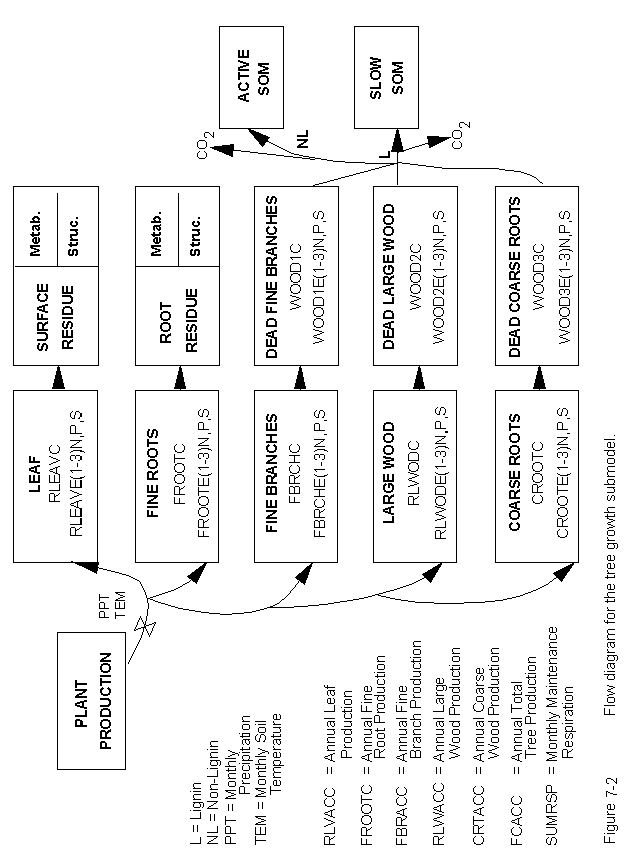 PLANT
PRODUCTION
PPT
TEM
LEAF
RLEAVC
RLEAVE(1-3)N,P,S
SURFACE
RESIDUE
Metab.
Struc.
FINE ROOTS
FROOTC
FROOTE(1-3)N,P,S
ROOT
RESIDUE
Metab.
Struc.
FINE BRANCHES
FBRCHC
FBRCHE(1-3)N,P,S
DEAD FINE BRANCHES
WOOD1C
WOOD1E(1-3)N,P,S
LARGE WOOD
RLWODC
RLWODE(1-3)N,P,S
DEAD LARGE WOOD
WOOD2C
WOOD2E(1-3)N,P,S
COARSE ROOTS
CROOTC
CROOTE(1-3)N,P,S
DEAD COARSE ROOTS
WOOD3C
WOOD3E(1-3)N,P,S
CO2
NL
L
CO2
ACTIVE
SOM
SLOW
SOM
L = Lignin
NL = Non-Lignin
PPT = Monthly
Precipitation
TEM = Monthly Soil
Temperature
RLVACC = Annual Leaf
Production
FROOTC = Annual Fine
Root Production
FBRACC = Annual Fine
Branch Production
RLWACC = Annual Large
Wood Production
CRTACC = Annual Coarse
Wood Production
FCACC = Annual Total
Tree Production
SUMRSP = Monthly Maintenance
Respiration
Figure 7-2 Flow diagram for the tree growth submodel.